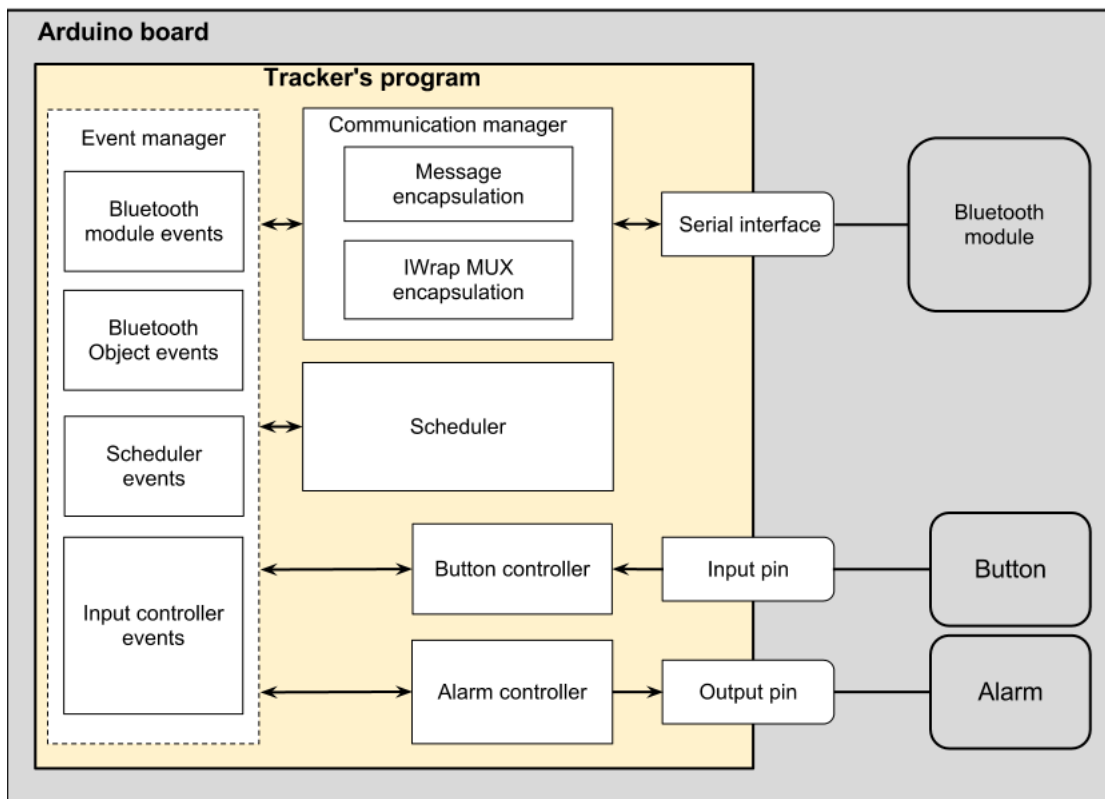 Arduino board
Tracker's program
Event manager
Bluetooth
module events
Bluetooth
Object events
Scheduler
events
Input controller
events
Communication manager
Message
encapsulation
IWrap MUX
encapsulation
Scheduler
Button controller
Alarm controller
Serial interface
Input pin
Output pin
Bluetooth
module
Button
Alarm